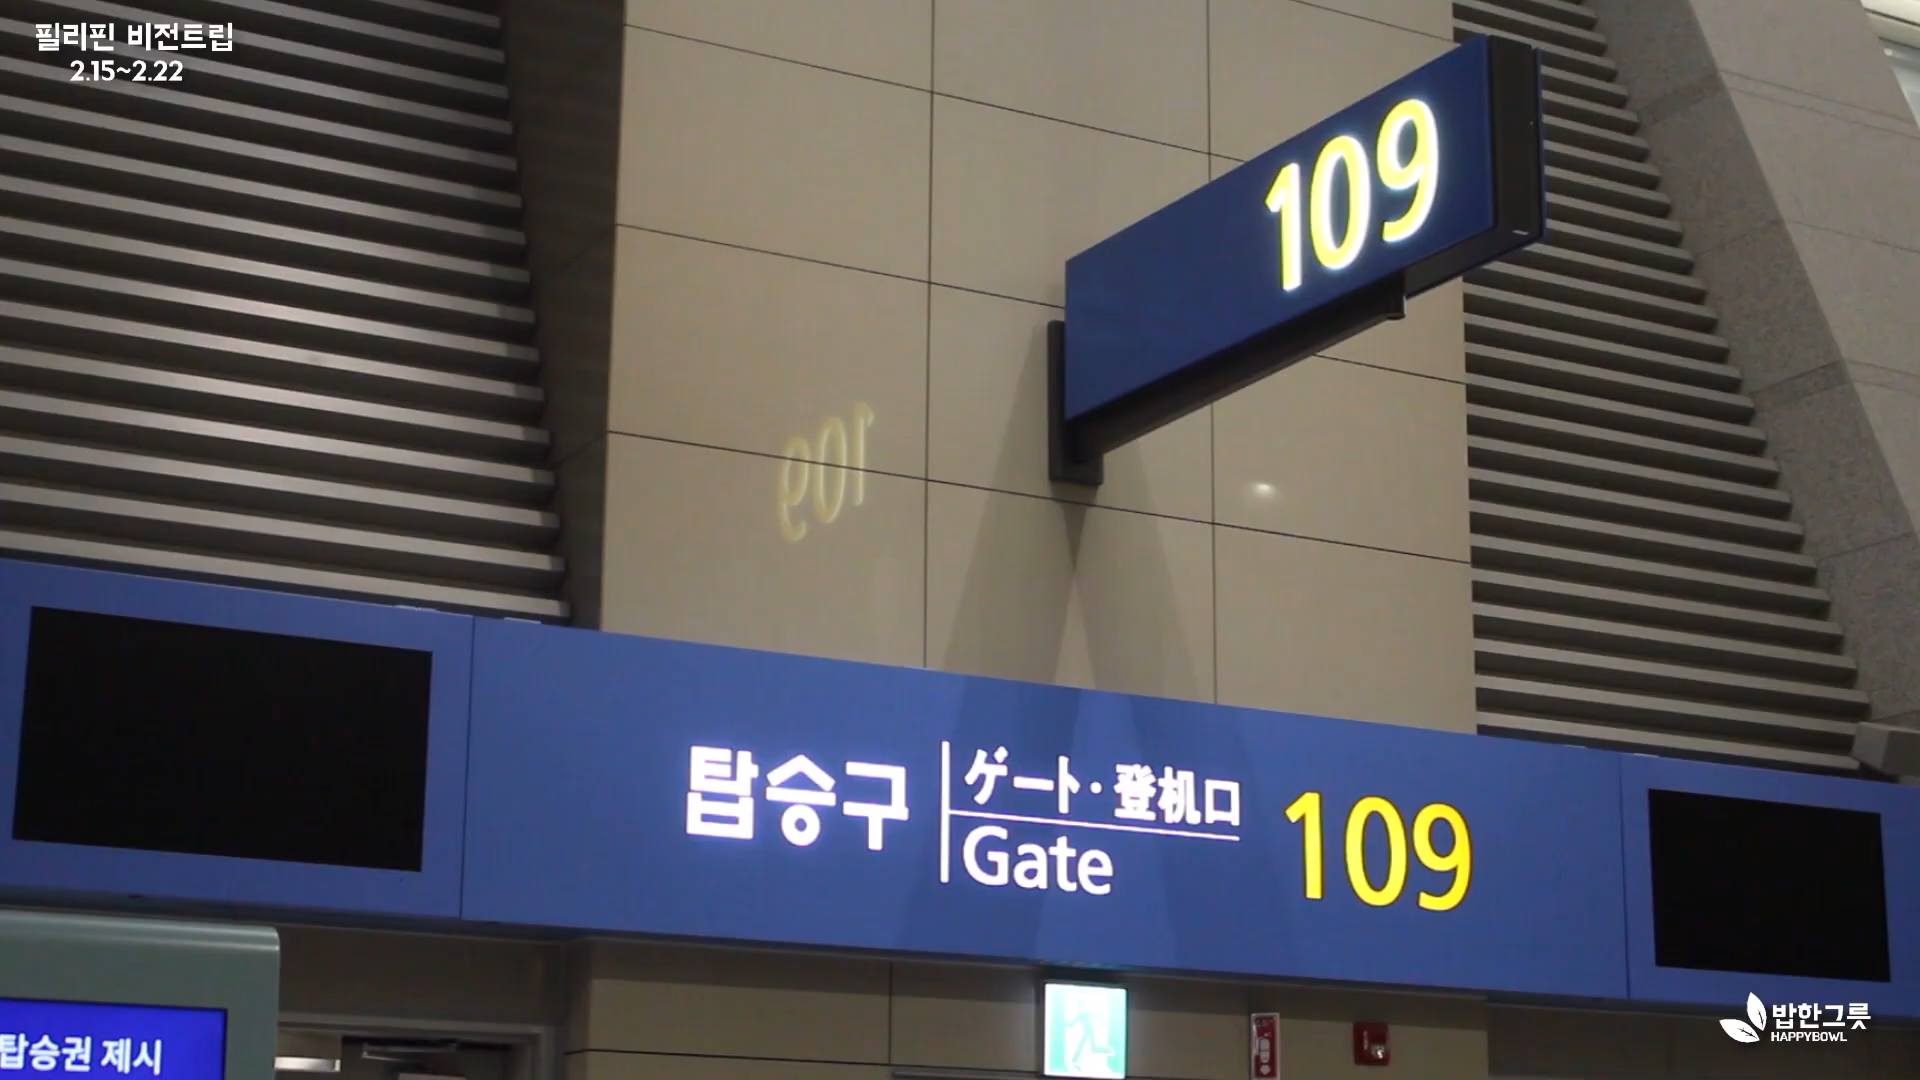 필리핀 비전트립
2.15~2.22
109
109
탑승구
ゲート・登机口
Gate
109
탑승권 제시
밥한그릇
HAPPYBOWL